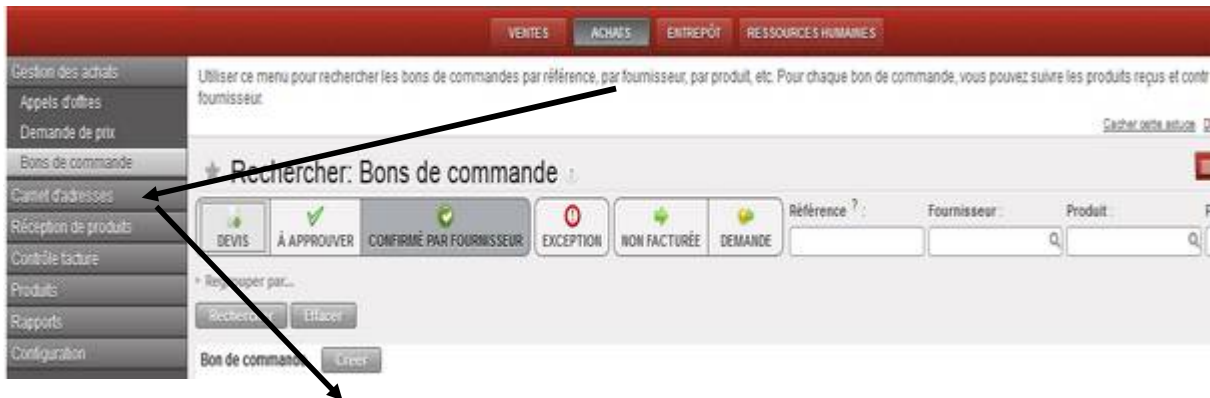 VENTES ACHATS ENTREPÔT RESSOURCES HUMAINES
Gestion des achats
Appels d'offres
Demande de prix
Bons de commande
Carnet d'adresses
Réception de produits
Contrôle facture
Produits
Rapports
Configuration
Utiliser ce menu pour rechercher les bons de commandes par référence, par fournisseur, par produit, etc. Pour chaque bon de commande, vous pouvez suivre les produits reçus et contr
fournisseur.
Cacher cette astuce D
Rechercher: Bons de commande ?
DEVIS À APPROUVER CONFIRMÉ PAR FOURNISSEUR EXCEPTION NON FACTURÉE DEMANDE
Référence ? : Fournisseur : Produit :
Regrouper par...
Rechercher Effacer
Bon de commande Créer